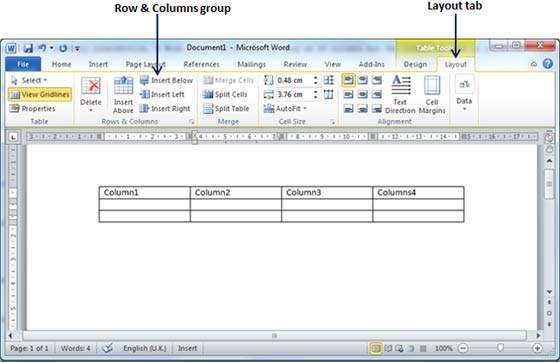 Row & Columns group
Layout tab
Document1 - Microsoft Word
Table Tools
File Home Insert Page Layout References Mailings Review View Add-Ins Design Layout
Select Insert Below Merge Cells 0.48 cm
View Gridlines Delete Insert Above Insert Left Split Cells 3.76 cm Text Direction Cell Margins Data
Properties Insert Right Split Table AutoFit
Table Rows & Columns Merge Cell Size Alignment
Column1 Column2 Column3 Columns4
Page: 1 of 1 Words: 4 English (U.K.) Insert 100%